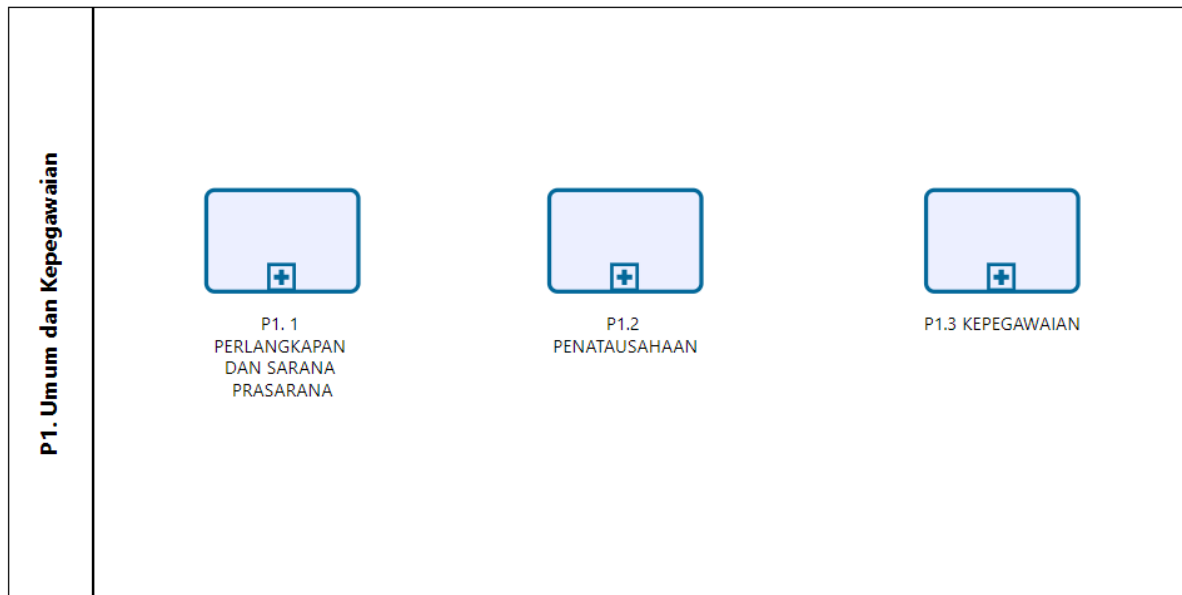 P1. Umum dan Kepegawaian
P1. 1
PERLANGKAPAN
DAN SARANA
PRASARANA
P1.2
PENATAUSAHAAN
P1.3 KEPEGAWAIAN